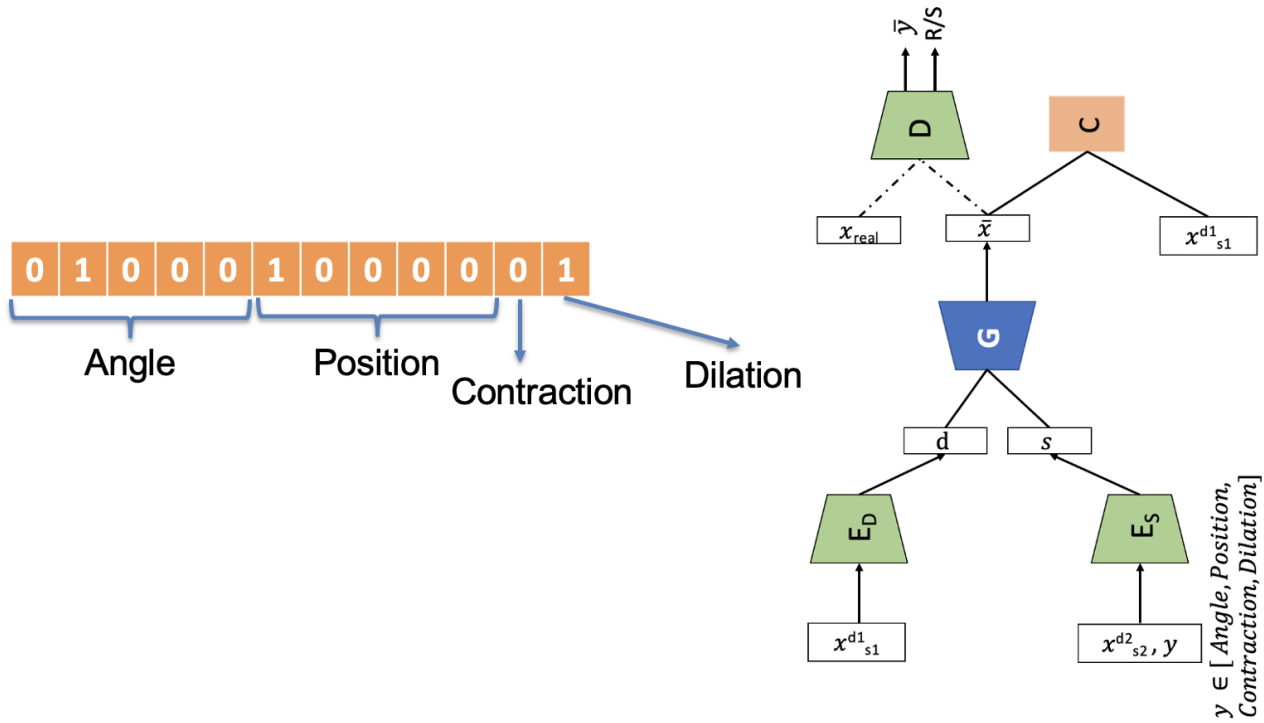 0 1 0 0 0 1 0 0 0 0 0 1
Angle
Position
Contraction
Dilation
ȳ
R/S
D
C
x_real
x̄
x^d1_s1
G
d
s
E_D
E_S
x^d1_s1
x^d2_s2, y
y ∈ [Angle, Position,
Contraction, Dilation]